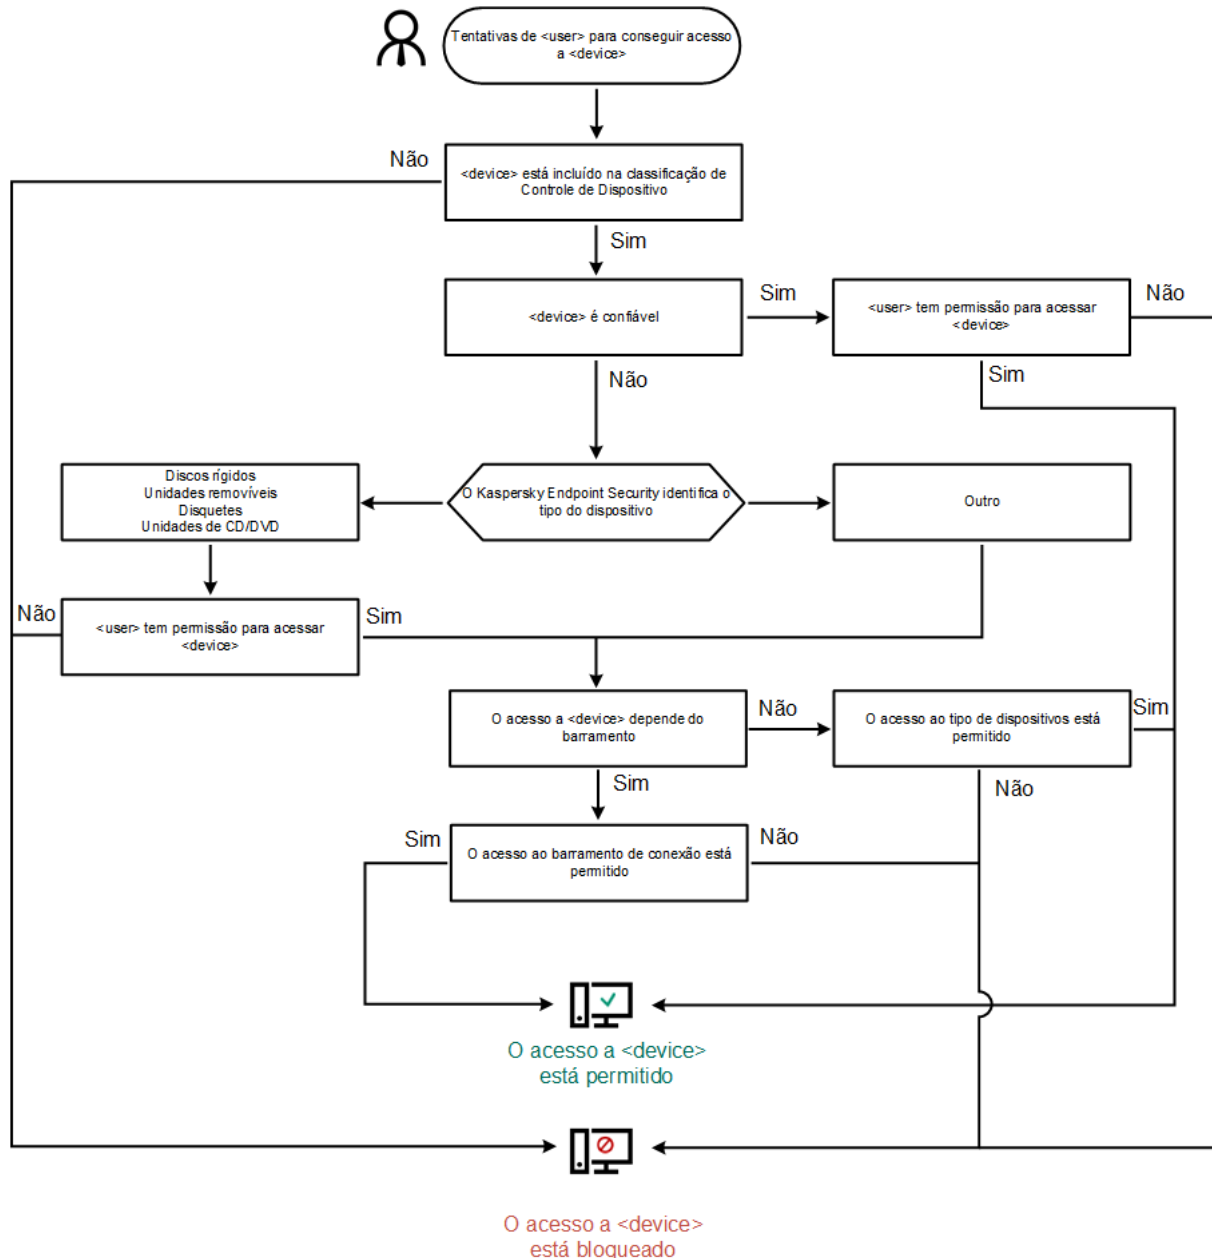 Tentativas de <user> para conseguir acesso
a <device>
Não
<device> está incluído na classificação de
Controle de Dispositivo
Sim
<device> é confiável
Sim
<user> tem permissão para acessar
<device>
Não
Não
Sim
Discos rígidos
Unidades removíveis
Disquetes
Unidades de CD/DVD
O Kaspersky Endpoint Security identifica o
tipo do dispositivo
Outro
Não
<user> tem permissão para acessar
<device>
Sim
O acesso a <device> depende do
barramento
Não
O acesso ao tipo de dispositivos está
permitido
Sim
Sim
Não
Sim
O acesso ao barramento de conexão está
permitido
Não
O acesso a <device>
está permitido
O acesso a <device>
está bloqueado